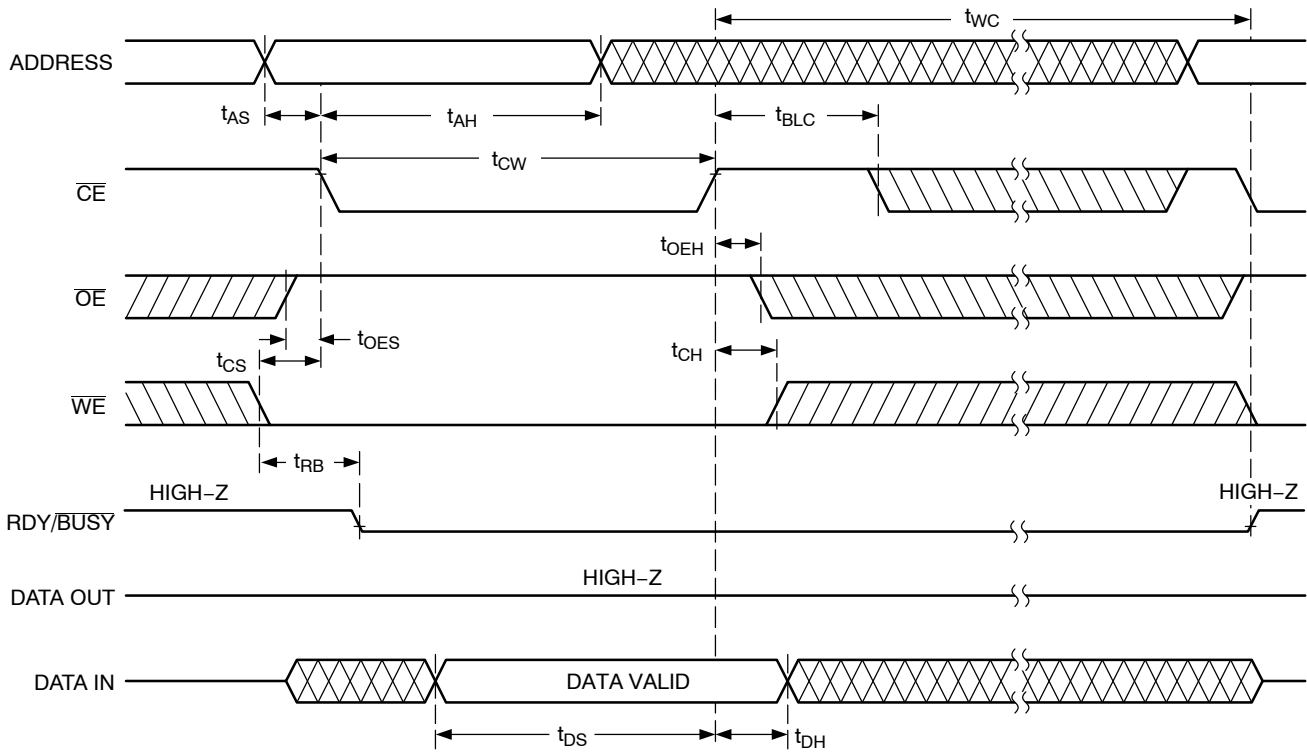 tWC
ADDRESS
tAS
tAH
tBLC
tCW
CE
tOEH
OE
tOES
tCS
tCH
WE
tRB
HIGH–Z
HIGH–Z
RDY/BUSY
HIGH–Z
DATA OUT
DATA IN
DATA VALID
tDS
tDH